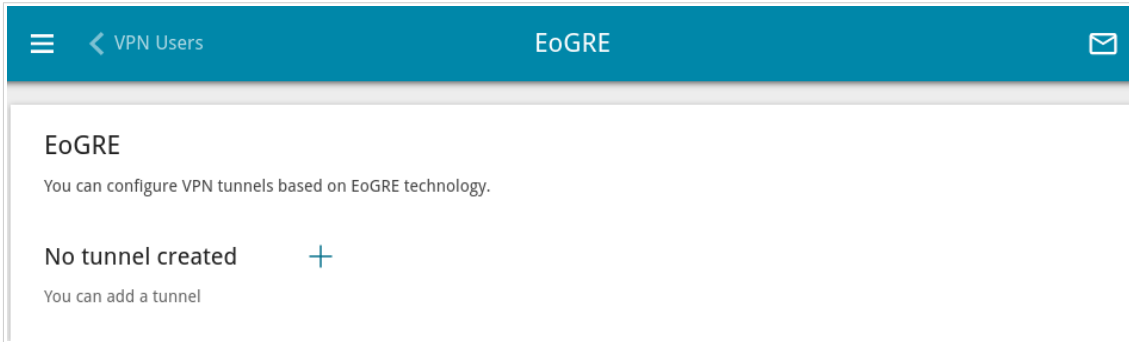 VPN Users
EoGRE
EoGRE
You can configure VPN tunnels based on EoGRE technology.
No tunnel created
You can add a tunnel